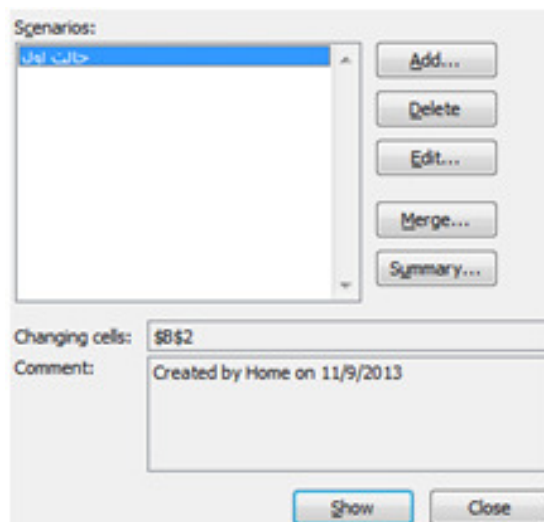 Scenarios:
حالت اول
Add...
Delete
Edit...
Merge...
Summary...
Changing cells: $B$2
Comment: Created by Home on 11/9/2013
Show Close